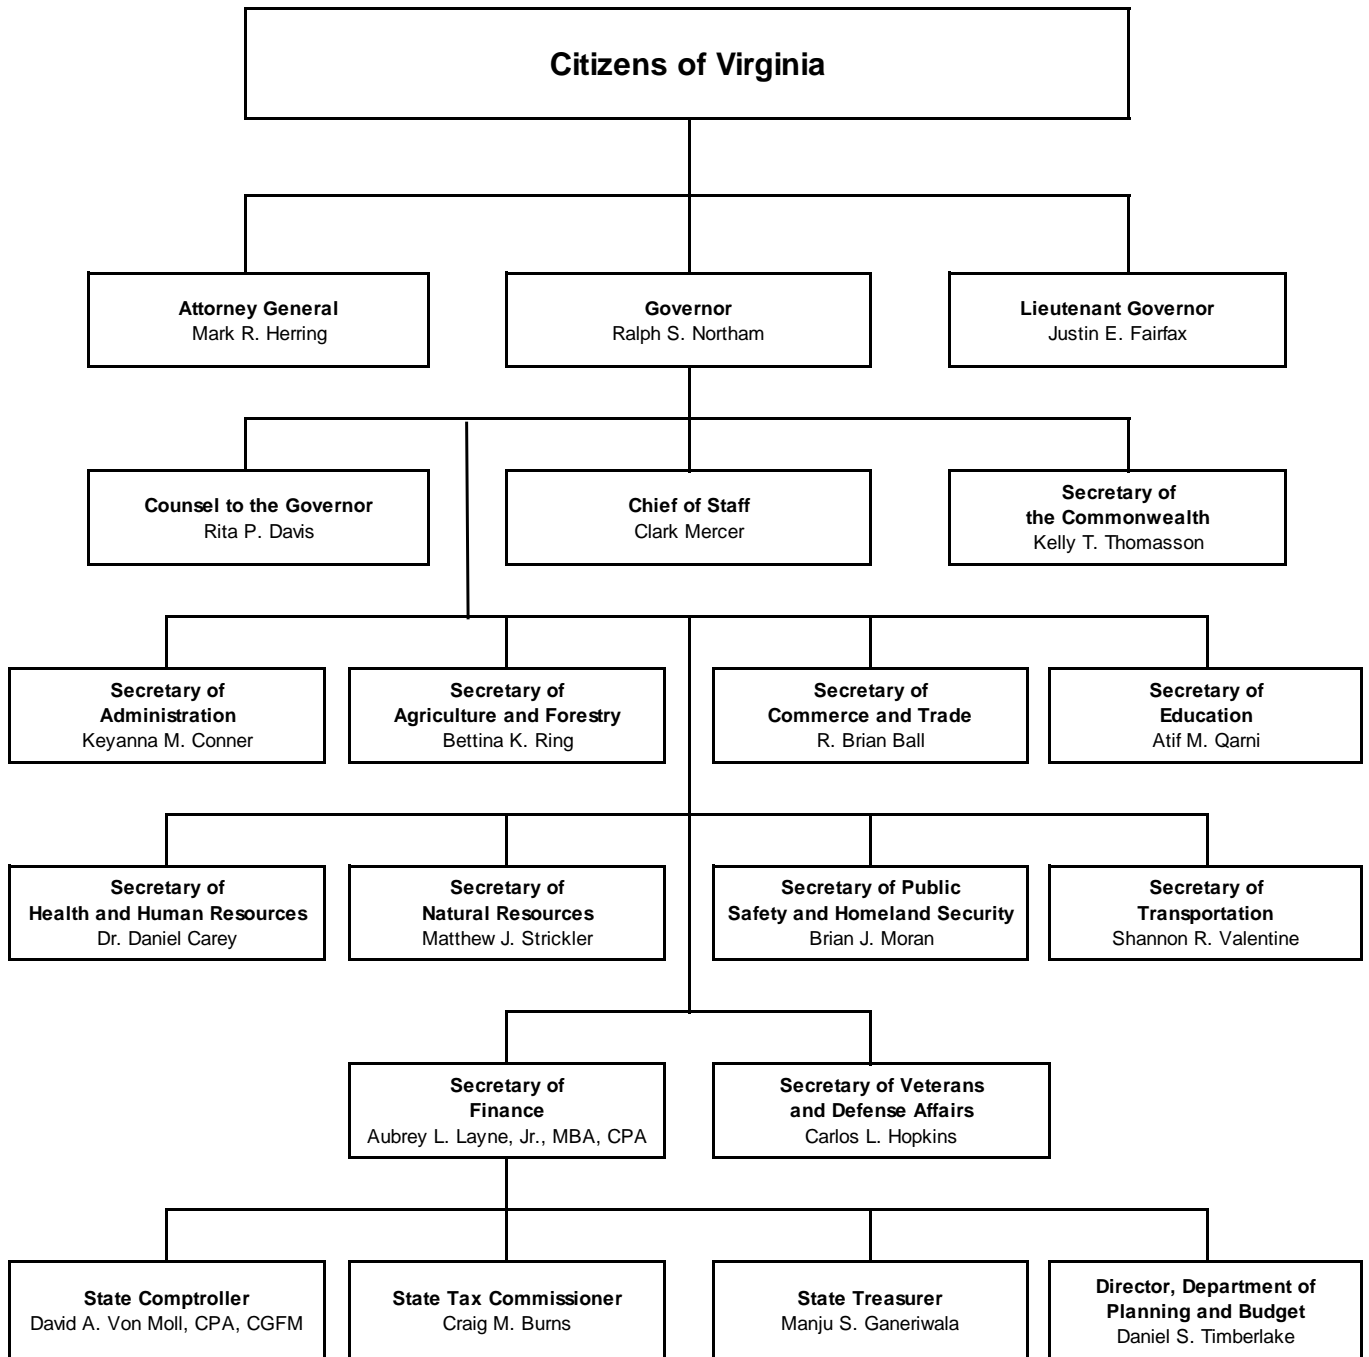 Citizens of Virginia
Attorney General
Mark R. Herring
Governor
Ralph S. Northam
Lieutenant Governor
Justin E. Fairfax
Counsel to the Governor
Rita P. Davis
Chief of Staff
Clark Mercer
Secretary of
the Commonwealth
Kelly T. Thomasson
Secretary of
Administration
Keyanna M. Conner
Secretary of
Agriculture and Forestry
Bettina K. Ring
Secretary of
Commerce and Trade
R. Brian Ball
Secretary of
Education
Atif M. Qarni
Secretary of
Health and Human Resources
Dr. Daniel Carey
Secretary of
Natural Resources
Matthew J. Strickler
Secretary of Public
Safety and Homeland Security
Brian J. Moran
Secretary of
Transportation
Shannon R. Valentine
Secretary of
Finance
Aubrey L. Layne, Jr., MBA, CPA
Secretary of Veterans
and Defense Affairs
Carlos L. Hopkins
State Comptroller
David A. Von Moll, CPA, CGFM
State Tax Commissioner
Craig M. Burns
State Treasurer
Manju S. Ganeriwala
Director, Department of
Planning and Budget
Daniel S. Timberlake